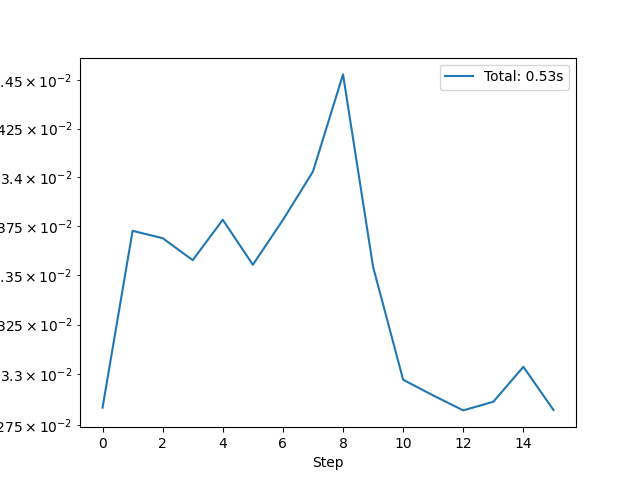 Total: 0.53s
.45 × 10⁻²
425 × 10⁻²
3.4 × 10⁻²
375 × 10⁻²
.35 × 10⁻²
325 × 10⁻²
3.3 × 10⁻²
275 × 10⁻²
0 2 4 6 8 10 12 14
Step